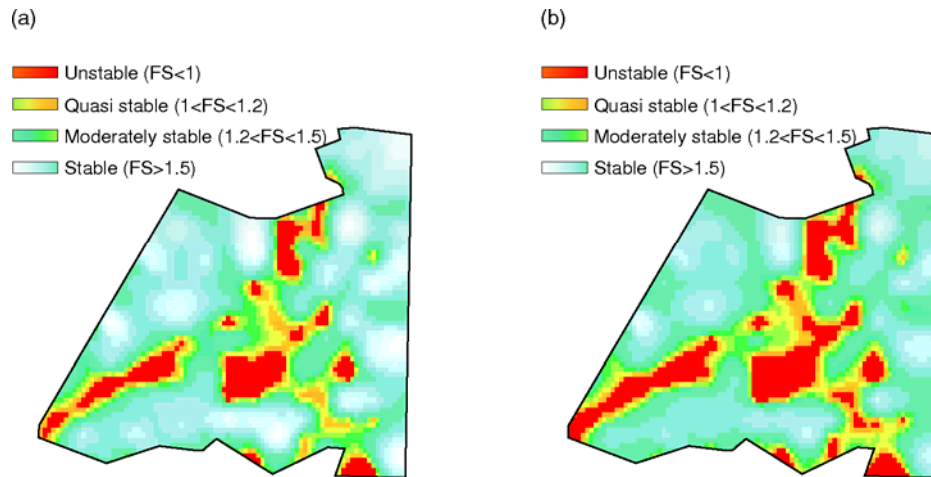 (a)
Unstable (FS<1)
Quasi stable (1<FS<1.2)
Moderately stable (1.2<FS<1.5)
Stable (FS>1.5)
(b)
Unstable (FS<1)
Quasi stable (1<FS<1.2)
Moderately stable (1.2<FS<1.5)
Stable (FS>1.5)